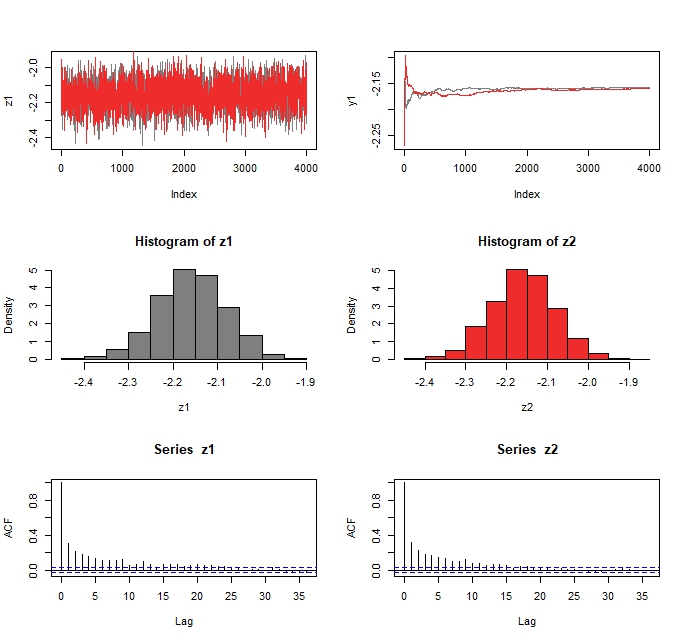 z1
-2.4 -2.2 -2.0
0 1000 2000 3000 4000
Index
y1
-2.25 -2.15
0 1000 2000 3000 4000
Index
Histogram of z1
Density
0 1 2 3 4 5
-2.4 -2.3 -2.2 -2.1 -2.0 -1.9
z1
Histogram of z2
Density
0 1 2 3 4 5
-2.4 -2.3 -2.2 -2.1 -2.0 -1.9
z2
Series z1
ACF
0.0 0.4 0.8
0 5 10 15 20 25 30 35
Lag
Series z2
ACF
0.0 0.4 0.8
0 5 10 15 20 25 30 35
Lag